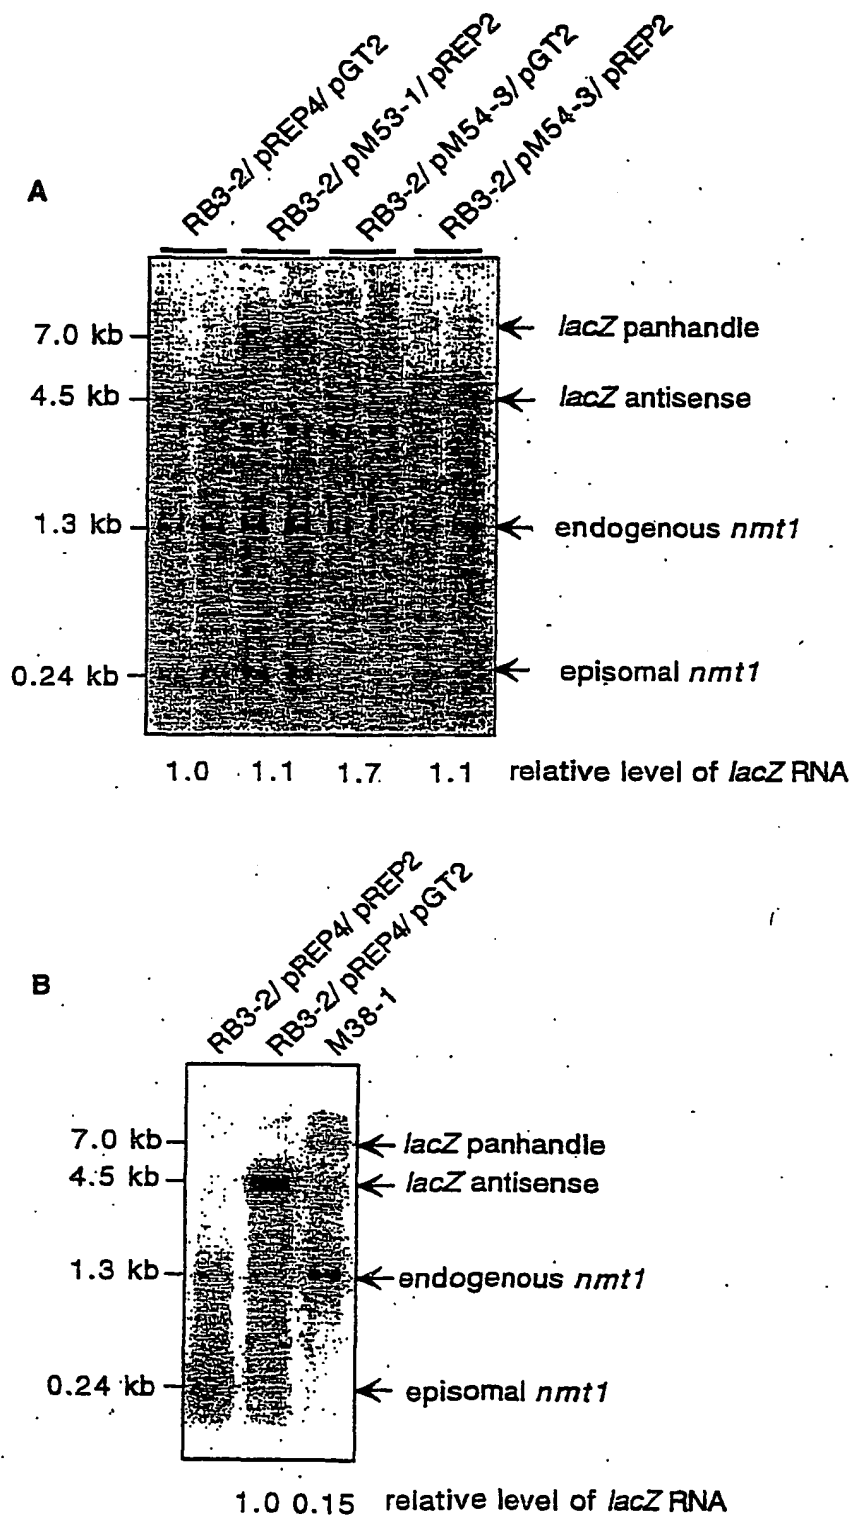 A
RB3-2/ pREP4/ pGT2
RB3-2/ pM53-1/ pREP2
RB3-2/ pM54-3/ pGT2
RB3-2/ pM54-3/ pREP2
7.0 kb
lacZ panhandle
4.5 kb
lacZ antisense
1.3 kb
endogenous nmt1
0.24 kb
episomal nmt1
1.0 1.1 1.7 1.1 relative level of lacZ RNA
B
RB3-2/ pREP4/ pREP2
RB3-2/ pREP4/ pGT2
M38-1
7.0 kb
lacZ panhandle
4.5 kb
lacZ antisense
1.3 kb
endogenous nmt1
0.24 kb
episomal nmt1
1.0 0.15 relative level of lacZ RNA